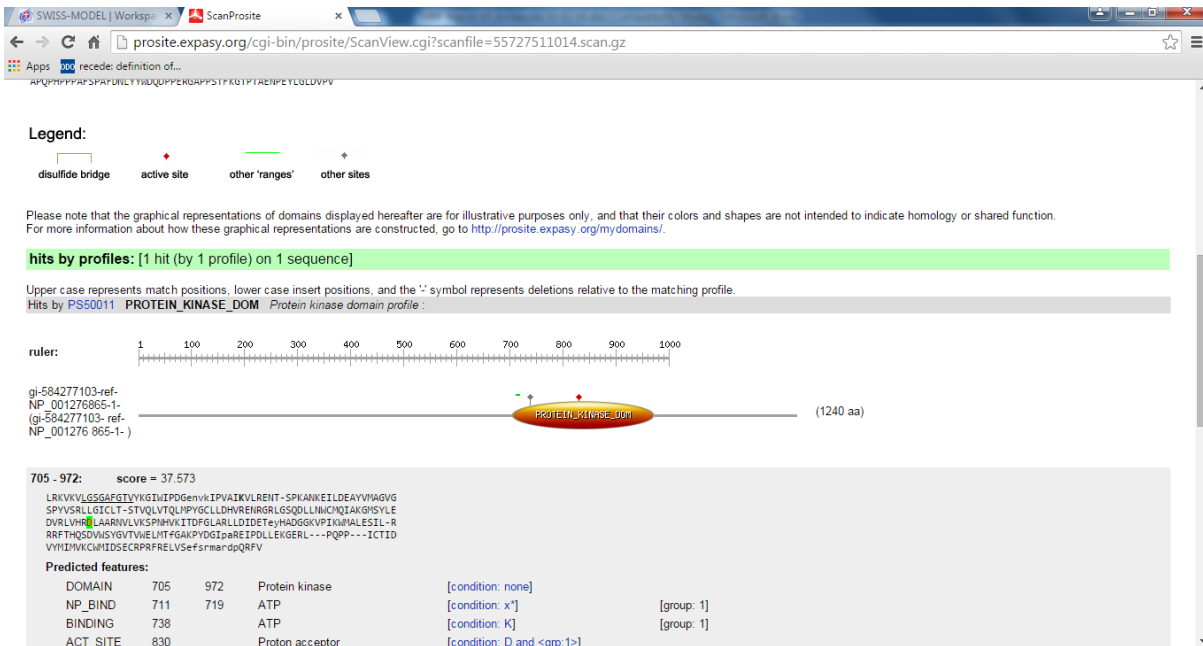 SWISS-MODEL | Workspa
ScanProsite
prosite.expasy.org/cgi-bin/prosite/ScanView.cgi?scanfile=55727511014.scan.gz
Apps recede: definition of...
Legend:
disulfide bridge active site other 'ranges' other sites
Please note that the graphical representations of domains displayed hereafter are for illustrative purposes only, and that their colors and shapes are not intended to indicate homology or shared function.
For more information about how these graphical representations are constructed, go to http://prosite.expasy.org/mydomains/.
hits by profiles: [1 hit (by 1 profile) on 1 sequence]
Upper case represents match positions, lower case insert positions, and the '-' symbol represents deletions relative to the matching profile.
Hits by PS50011 PROTEIN_KINASE_DOM Protein kinase domain profile :
ruler: 1 100 200 300 400 500 600 700 800 900 1000
gi-584277103-ref-
NP_001276865-1-
(gi-584277103- ref-
NP_001276 865-1- )
PROTEIN_KINASE_DOM
(1240 aa)
705 - 972: score = 37.573
LRKVKVLGSGAFGTVYKGIWIPDGenvkIPVAIKVLRENT-SPKANKEILDEAYVMAGVG
SPYVSRLLGICLT-STVQLVTQLMPYGCLLDHVRENRGRLGSQDLLNWCMQIAKGMSYLE
DVRLVHRDLAARNVLVKSPNHVKITDFGLARLLDIDETeyHADGGKVPIKWMALESIL-R
RRFTHQSDVWSYGVTVWELMTfGAKPYDGIpaREIPDLLEKGERL---PQPP---ICTID
VYMIMVKCWMIDSECRPRFRELVSefsrmardpQRFV
Predicted features:
DOMAIN 705 972 Protein kinase [condition: none]
NP_BIND 711 719 ATP [condition: x*] [group: 1]
BINDING 738 ATP [condition: K] [group: 1]
ACT_SITE 830 Proton acceptor [condition: D and <grp:1>]